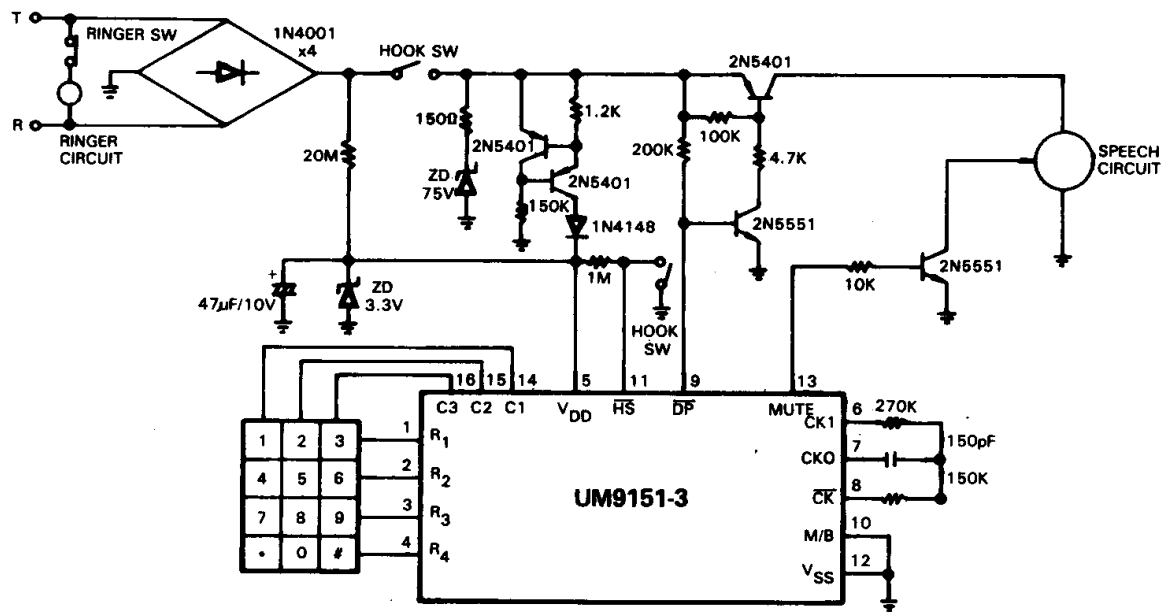 T
RINGER SW
1N4001
x4
HOOK SW
2N5401
R
RINGER
CIRCUIT
20M
150Ω
2N5401
1.2K
2N5401
ZD
75V
150K
1N4148
200K
100K
4.7K
2N5551
SPEECH
CIRCUIT
2N5551
10K
+
47µF/10V
ZD
3.3V
1M
HOOK
SW
16 15 14 5 11 9 13
C3 C2 C1 VDD H̅S̅ D̅P̅ MUTE
1 2 3
4 5 6
7 8 9
• 0 #
1 R1
2 R2
3 R3
4 R4
UM9151-3
C̅K1 6 270K
150pF
CKO 7
150K
C̅K̅ 8
M/B 10
VSS 12